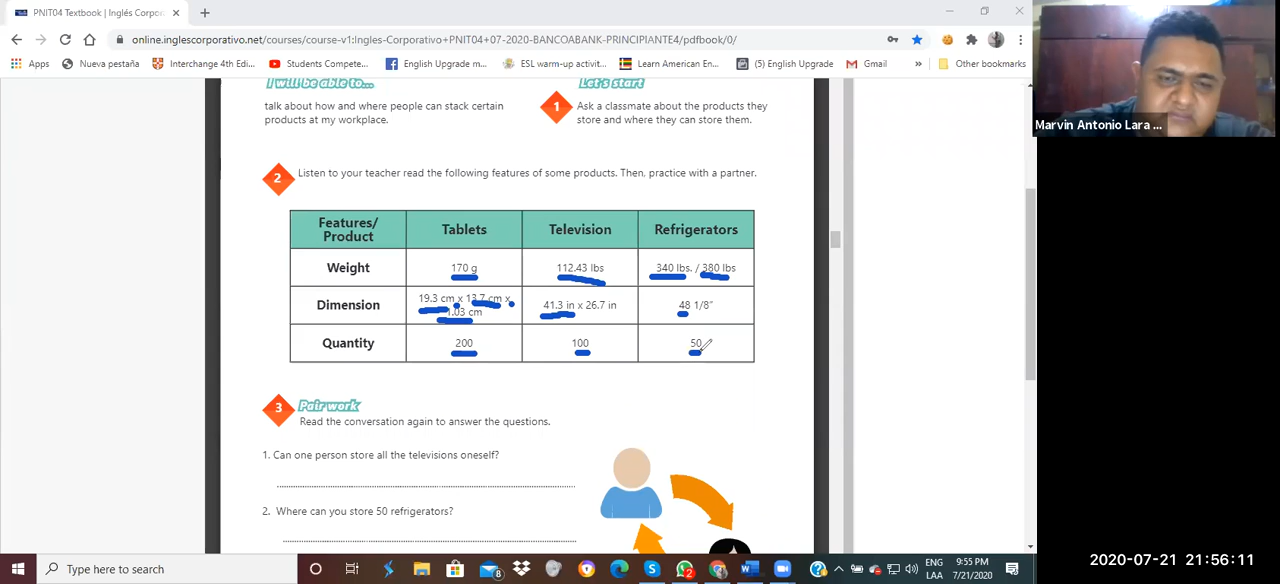 PNIT04 Textbook | Inglés Corpor
online.inglescorporativo.net/courses/course-v1:Ingles-Corporativo+PNIT04+07-2020-BANCOABANK-PRINCIPIANTE4/pdfbook/0/
Apps
Nueva pestaña
Interchange 4th Edi...
Students Compete...
English Upgrade m...
ESL warm-up activit...
Learn American En...
(5) English Upgrade
Gmail
»
Other bookmarks
I will be able to...
Let's start
talk about how and where people can stack certain
products at my workplace.
1
Ask a classmate about the products they
store and where they can store them.
Marvin Antonio Lara ...
2
Listen to your teacher read the following features of some products. Then, practice with a partner.
Features/
Product
Tablets
Television
Refrigerators
Weight
170 g
112.43 lbs
340 lbs. / 380 lbs
Dimension
19.3 cm x 13.7 cm x
1.03 cm
41.3 in x 26.7 in
48 1/8"
Quantity
200
100
50
3
Pair work
Read the conversation again to answer the questions.
1. Can one person store all the televisions oneself?
2. Where can you store 50 refrigerators?
Type here to search
8
ENG
LAA
9:55 PM
7/21/2020
2020-07-21 21:56:11